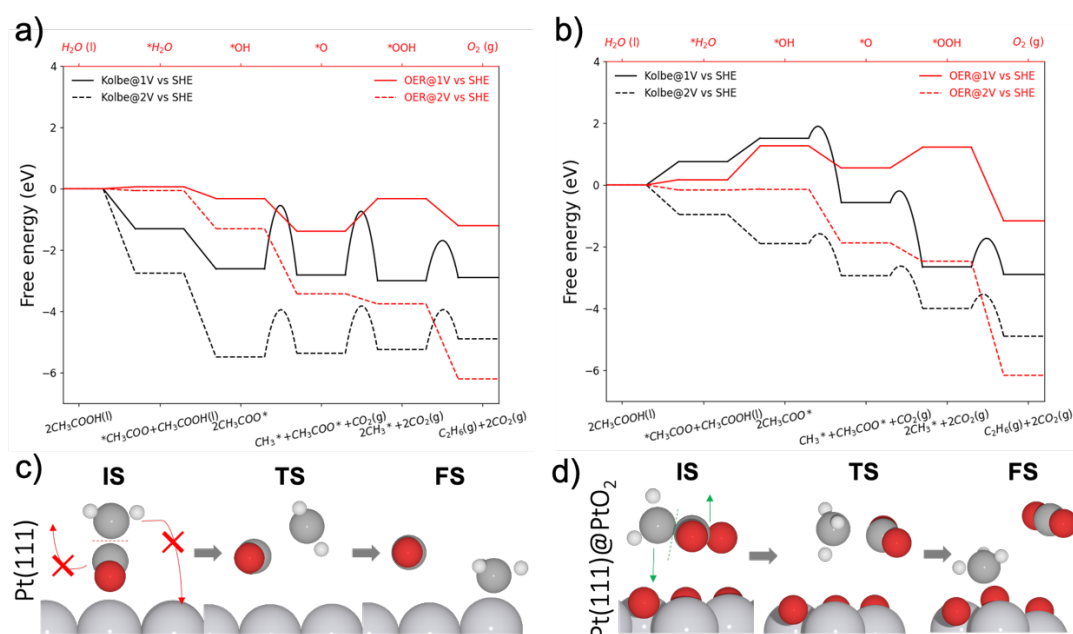 a)
H₂O (l) *H₂O *OH *O *OOH O₂ (g)
Kolbe@1V vs SHE
Kolbe@2V vs SHE
OER@1V vs SHE
OER@2V vs SHE
Free energy (eV)
4
2
0
-2
-4
-6
2CH₃COOH(l)
*CH₃COO+CH₃COOH(l)
2CH₃COO*
CH₃*+CH₃COO*+CO₂(g)
2CH₃*+2CO₂(g)
C₂H₆(g)+2CO₂(g)
b)
H₂O (l) *H₂O *OH *O *OOH O₂ (g)
Kolbe@1V vs SHE
Kolbe@2V vs SHE
OER@1V vs SHE
OER@2V vs SHE
Free energy (eV)
4
2
0
-2
-4
-6
2CH₃COOH(l)
*CH₃COO+CH₃COOH(l)
2CH₃COO*
CH₃*+CH₃COO*+CO₂(g)
2CH₃*+2CO₂(g)
C₂H₆(g)+2CO₂(g)
c)
IS TS FS
Pt(111)
d)
IS TS FS
Pt(111)@PtO₂